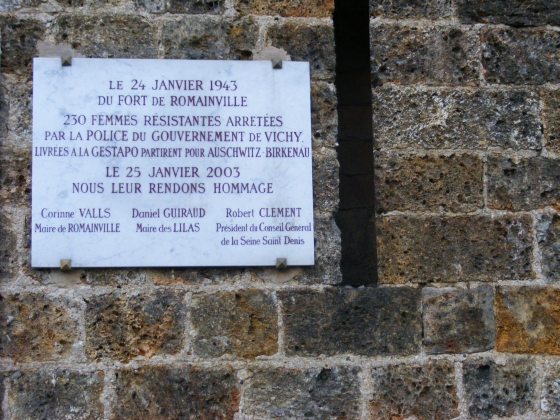 LE 24 JANVIER 1943
DU FORT DE ROMAINVILLE
230 FEMMES RÉSISTANTES ARRETÉES
PAR LA POLICE DU GOUVERNEMENT DE VICHY,
LIVRÉES A LA GESTAPO PARTIRENT POUR AUSCHWITZ-BIRKENAU
LE 25 JANVIER 2003
NOUS LEUR RENDONS HOMMAGE
Corinne VALLS Daniel GUIRAUD Robert CLEMENT
Maire de ROMAINVILLE Maire des LILAS Président du Conseil Général
de la Seine Saint Denis